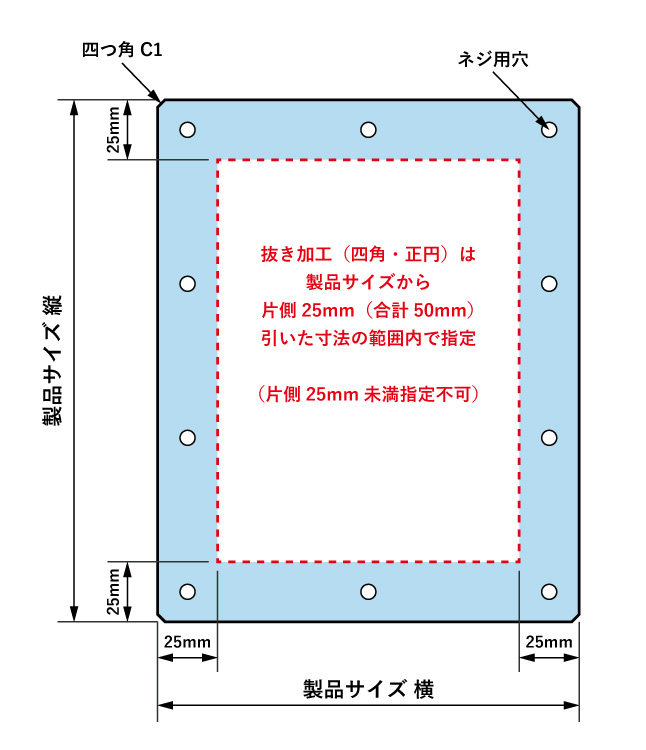 四つ角 C1
ネジ用穴
25mm
抜き加工（四角・正円）は
製品サイズから
片側 25mm（合計 50mm）
引いた寸法の範囲内で指定
（片側 25mm 未満指定不可）
製品サイズ 縦
25mm
25mm
25mm
製品サイズ 横